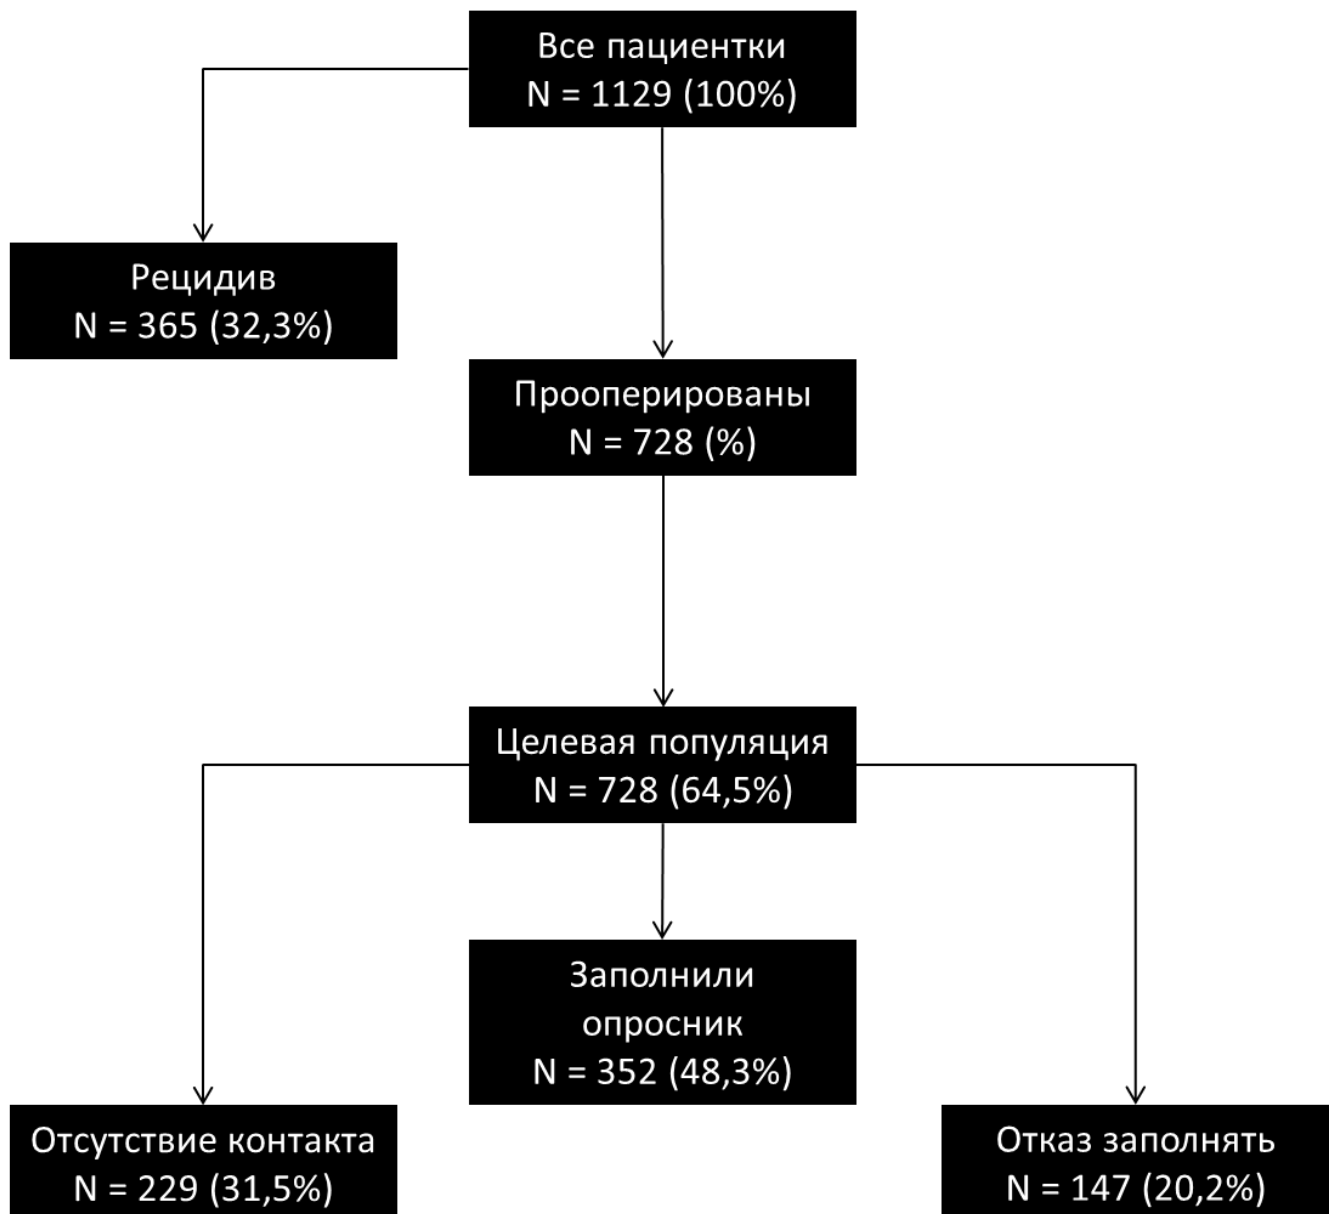 Все пациентки
N = 1129 (100%)
Рецидив
N = 365 (32,3%)
Прооперированы
N = 728 (%)
Целевая популяция
N = 728 (64,5%)
Заполнили
опросник
N = 352 (48,3%)
Отсутствие контакта
N = 229 (31,5%)
Отказ заполнять
N = 147 (20,2%)